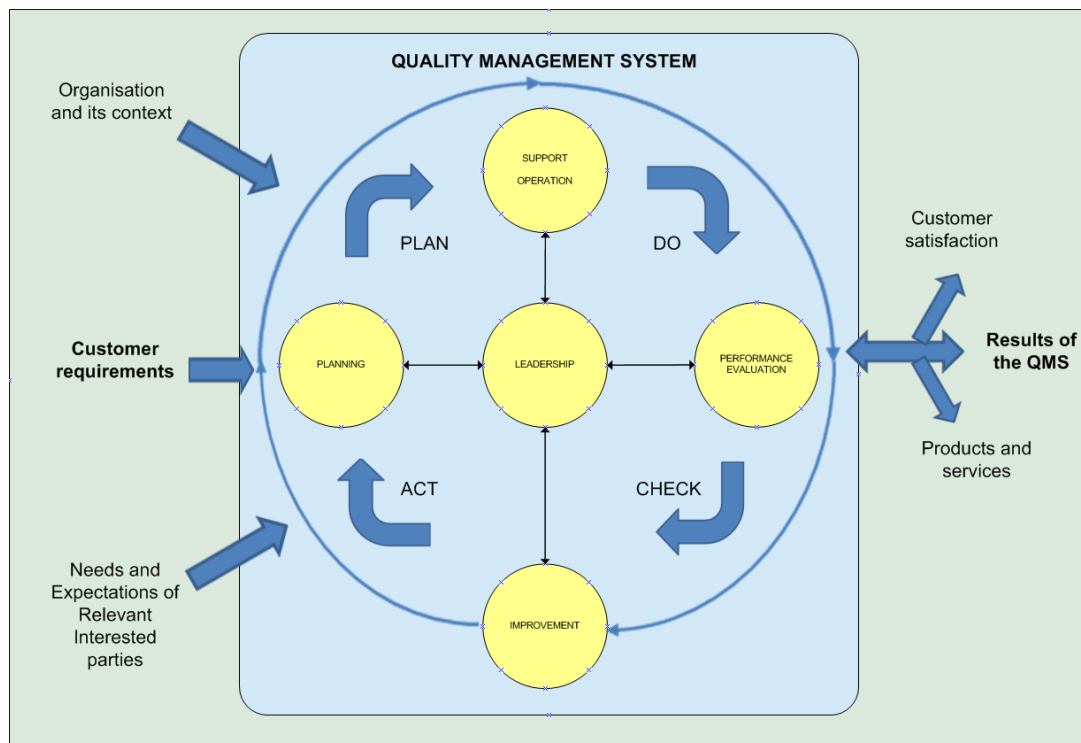 QUALITY MANAGEMENT SYSTEM
Organisation
and its context
SUPPORT
OPERATION
PLAN
DO
Customer
satisfaction
Customer
requirements
PLANNING
LEADERSHIP
PERFORMANCE
EVALUATION
Results of
the QMS
Products and
services
ACT
CHECK
Needs and
Expectations of
Relevant
Interested
parties
IMPROVEMENT